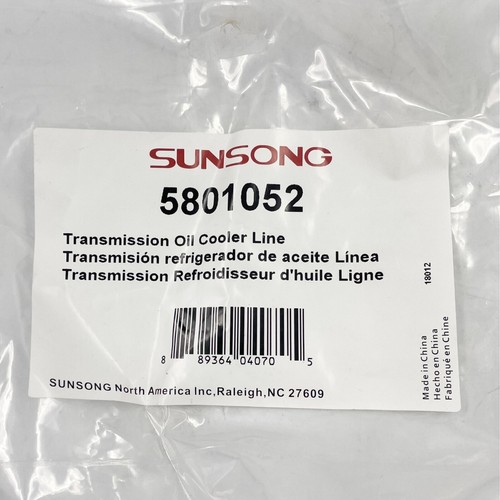 SUNSONG
5801052
Transmission Oil Cooler Line
Transmisión refrigerador de aceite Línea
Transmission Refroidisseur d'huile Ligne
8 89364 04070 5
SUNSONG North America Inc,Raleigh,NC 27609
18012
Made in China
Hecho en China
Fabriqué en Chine